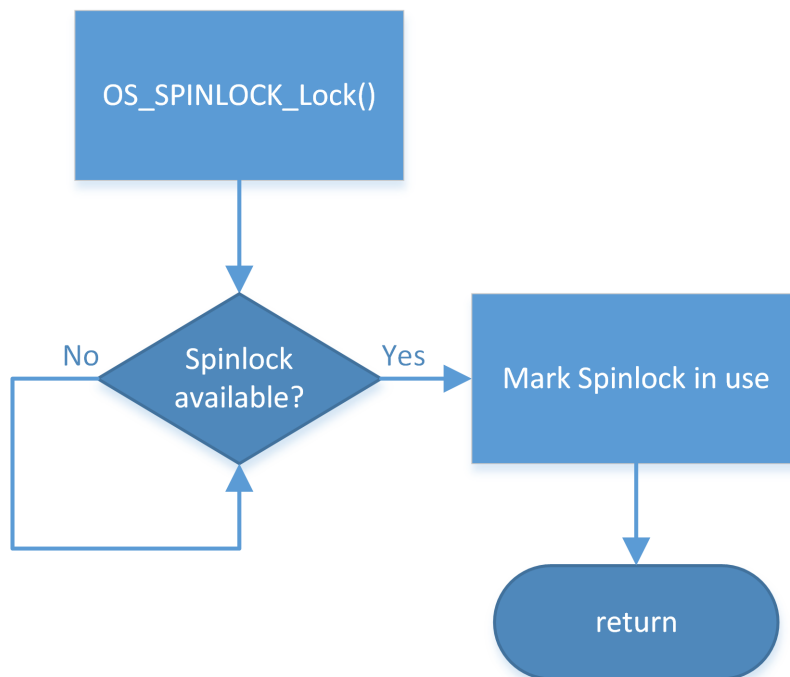 OS_SPINLOCK_Lock()
No
Spinlock
available?
Yes
Mark Spinlock in use
return